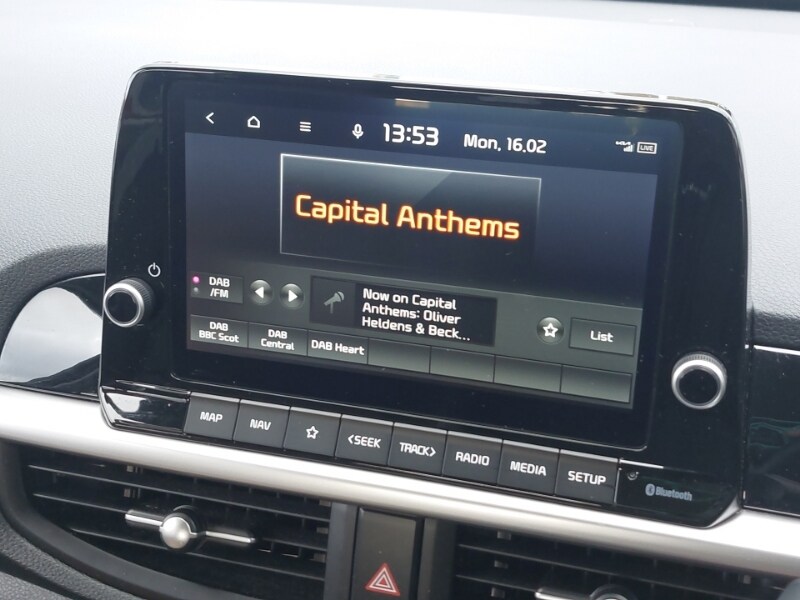 13:53 Mon, 16.02
KIA LIVE
Capital Anthems
DAB
/FM
Now on Capital
Anthems: Oliver
Heldens & Beck...
List
DAB
BBC Scot
DAB
Central
DAB Heart
MAP NAV <SEEK TRACK> RADIO MEDIA SETUP
Bluetooth